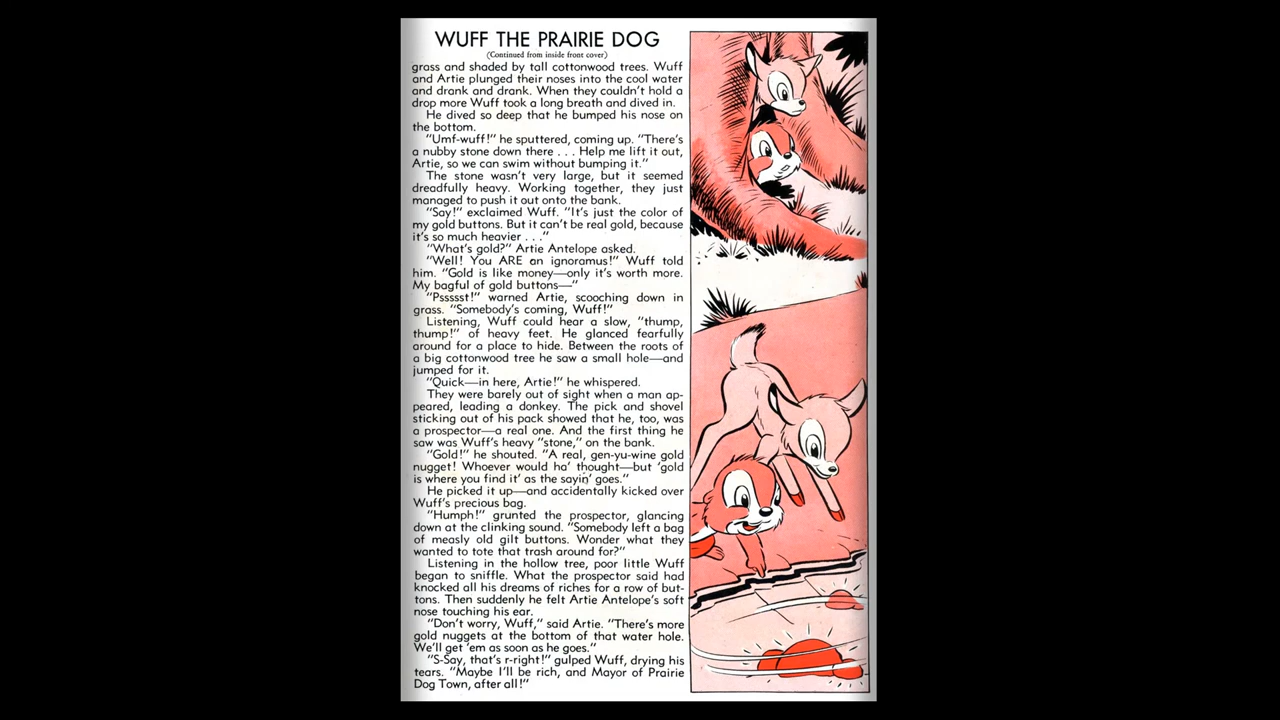 WUFF THE PRAIRIE DOG
(Continued from inside front cover)
grass and shaded by tall cottonwood trees. Wuff
and Artie plunged their noses into the cool water
and drank and drank. When they couldn't hold a
drop more Wuff took a long breath and dived in.
He dived so deep that he bumped his nose on
the bottom.
"Umf-wuff!" he sputtered, coming up. "There's
a nubby stone down there . . . Help me lift it out,
Artie, so we can swim without bumping it."
The stone wasn't very large, but it seemed
dreadfully heavy. Working together, they just
managed to push it out onto the bank.
"Say!" exclaimed Wuff. "It's just the color of
my gold buttons. But it can't be real gold, because
it's so much heavier . . ."
"What's gold?" Artie Antelope asked.
"Well! You ARE an ignoramus!" Wuff told
him. "Gold is like money—only it's worth more.
My bagful of gold buttons—"
"Pssssst!" warned Artie, scooching down in
grass. "Somebody's coming, Wuff!"
Listening, Wuff could hear a slow, "thump,
thump!" of heavy feet. He glanced fearfully
around for a place to hide. Between the roots of
a big cottonwood tree he saw a small hole—and
jumped for it.
"Quick—in here, Artie!" he whispered.
They were barely out of sight when a man ap-
peared, leading a donkey. The pick and shovel
sticking out of his pack showed that he, too, was
a prospector—a real one. And the first thing he
saw was Wuff's heavy "stone," on the bank.
"Gold!" he shouted. "A real, gen-yu-wine gold
nugget! Whoever would ha' thought—but 'gold
is where you find it' as the sayin' goes."
He picked it up—and accidentally kicked over
Wuff's precious bag.
"Humph!" grunted the prospector, glancing
down at the clinking sound. "Somebody left a bag
of measly old gilt buttons. Wonder what they
wanted to tote that trash around for?"
Listening in the hollow tree, poor little Wuff
began to sniffle. What the prospector said had
knocked all his dreams of riches for a row of but-
tons. Then suddenly he felt Artie Antelope's soft
nose touching his ear.
"Don't worry, Wuff," said Artie. "There's more
gold nuggets at the bottom of that water hole.
We'll get 'em as soon as he goes."
"S-Say, that's r-right!" gulped Wuff, drying his
tears. "Maybe I'll be rich, and Mayor of Prairie
Dog Town, after all!"